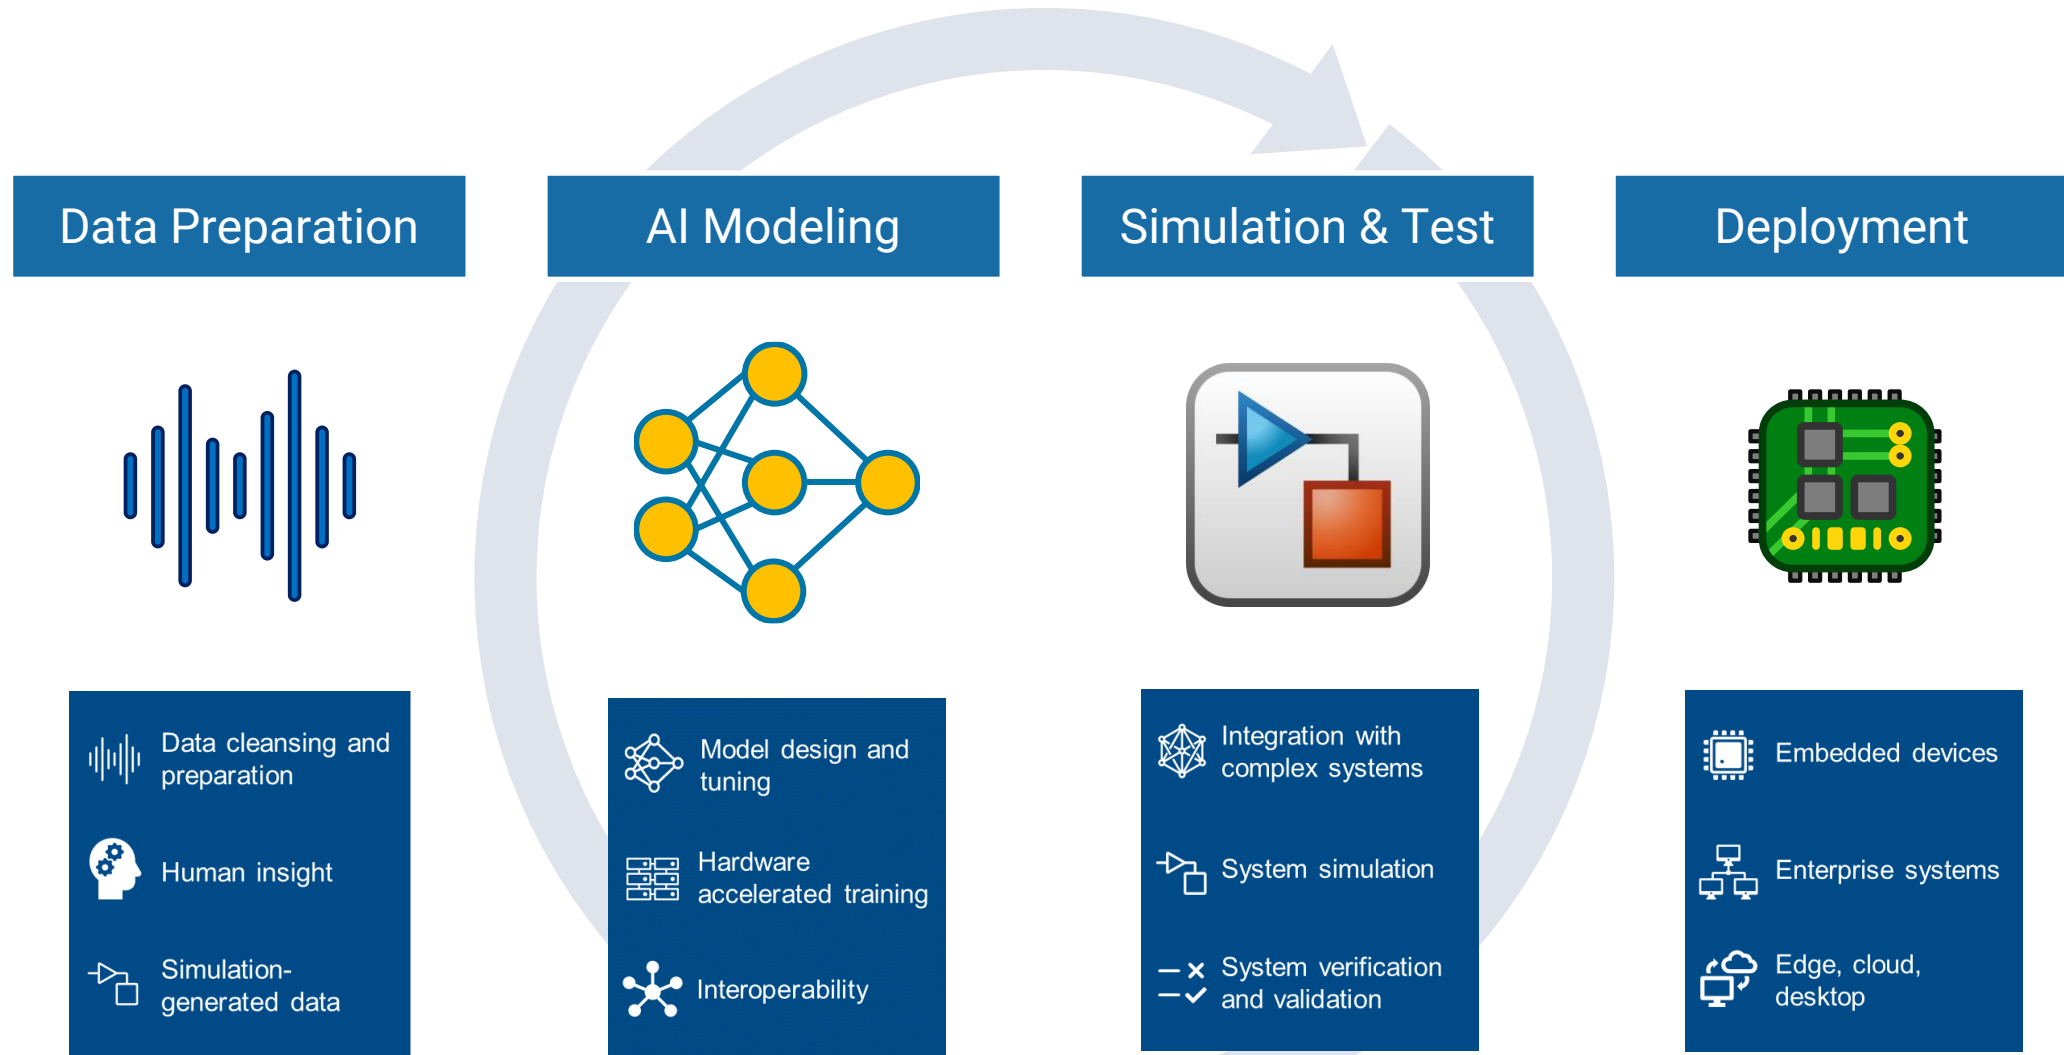 Data Preparation
AI Modeling
Simulation & Test
Deployment
Data cleansing and
preparation
Human insight
Simulation-
generated data
Model design and
tuning
Hardware
accelerated training
Interoperability
Integration with
complex systems
System simulation
System verification
and validation
Embedded devices
Enterprise systems
Edge, cloud,
desktop